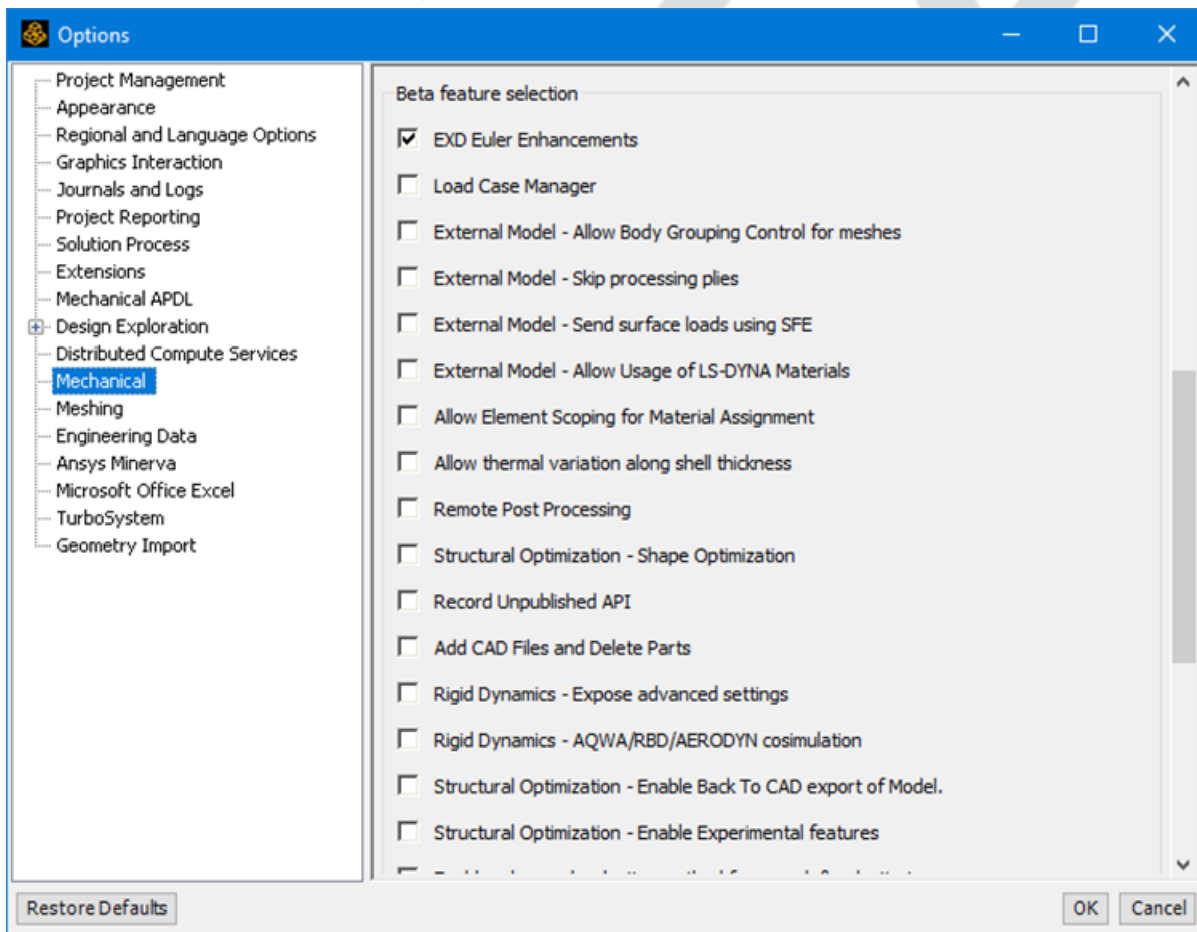 Options
Project Management
Appearance
Regional and Language Options
Graphics Interaction
Journals and Logs
Project Reporting
Solution Process
Extensions
Mechanical APDL
Design Exploration
Distributed Compute Services
Mechanical
Meshing
Engineering Data
Ansys Minerva
Microsoft Office Excel
TurboSystem
Geometry Import
Beta feature selection
EXD Euler Enhancements
Load Case Manager
External Model - Allow Body Grouping Control for meshes
External Model - Skip processing plies
External Model - Send surface loads using SFE
External Model - Allow Usage of LS-DYNA Materials
Allow Element Scoping for Material Assignment
Allow thermal variation along shell thickness
Remote Post Processing
Structural Optimization - Shape Optimization
Record Unpublished API
Add CAD Files and Delete Parts
Rigid Dynamics - Expose advanced settings
Rigid Dynamics - AQWA/RBD/AERODYN cosimulation
Structural Optimization - Enable Back To CAD export of Model.
Structural Optimization - Enable Experimental features
Restore Defaults
OK
Cancel